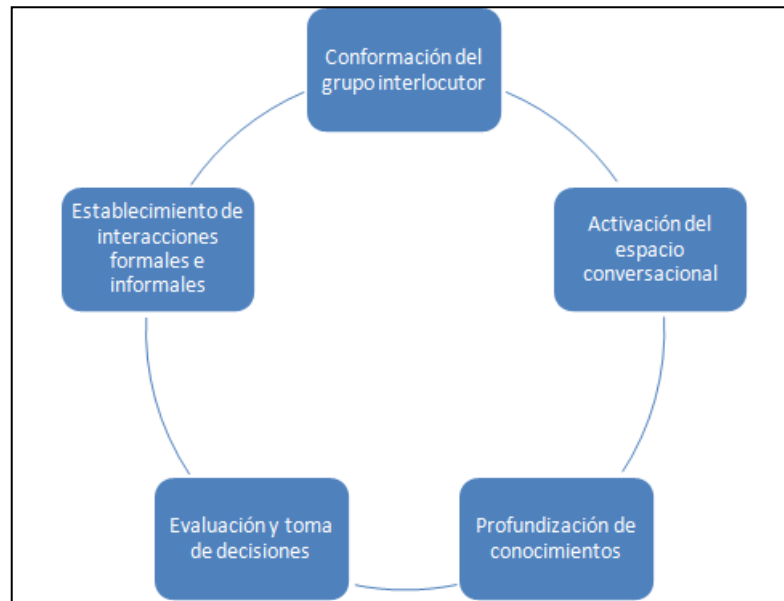 Conformación del
grupo interlocutor
Activación del
espacio
conversacional
Profundización de
conocimientos
Evaluación y toma
de decisiones
Establecimiento de
interacciones
formales e
informales